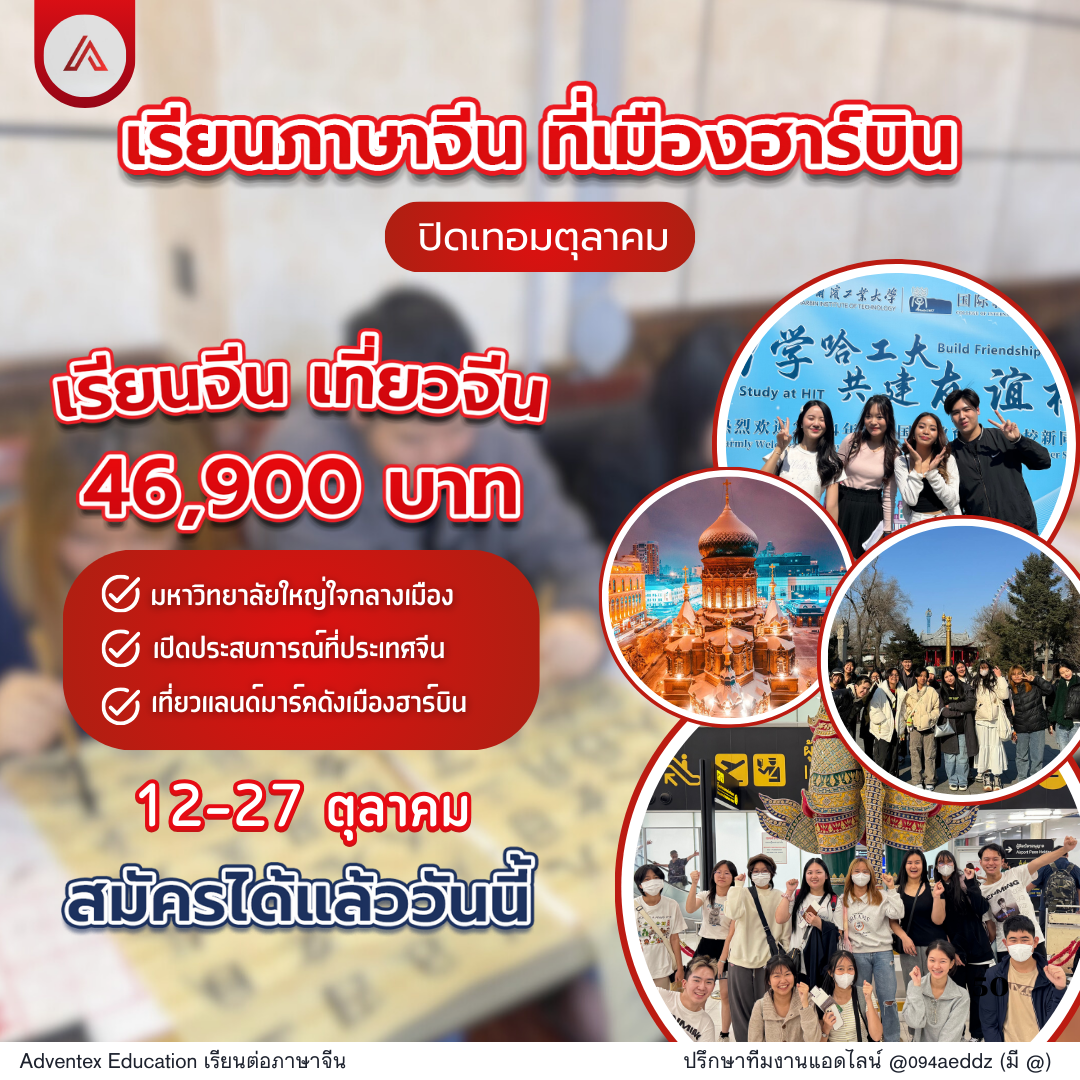 เรียนภาษาจีน ที่เมืองฮาร์บิน
ปิดเทอมตุลาคม
เรียนจีน เที่ยวจีน
46,900 บาท
มหาวิทยาลัยใหญ่ใจกลางเมือง
เปิดประสบการณ์ที่ประเทศจีน
เที่ยวแลนด์มาร์คดังเมืองฮาร์บิน
12-27 ตุลาคม
สมัครได้แล้ววันนี้
工业大学
INSTITUTE OF TECHNOLOGY
国际
学哈工大 Build Friendship
Study at HIT 共建友谊
Adventex Education เรียนต่อภาษาจีน
ปรึกษาทีมงานแอดไลน์ @094aeddz (มี @)